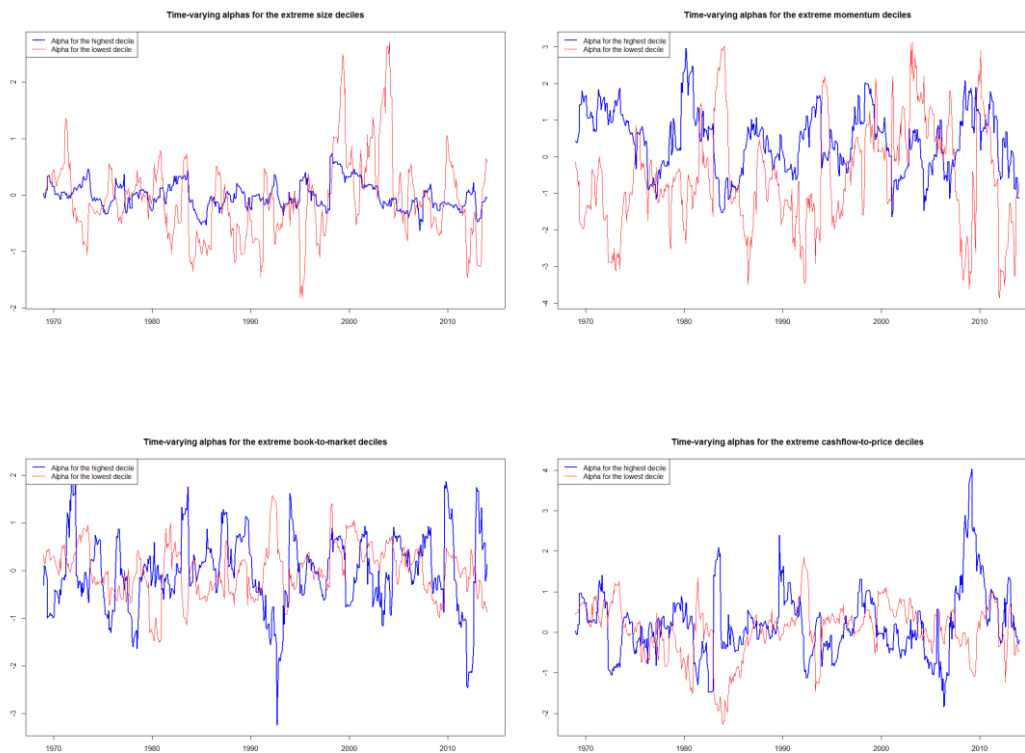 Time-varying alphas for the extreme size deciles
Alpha for the highest decile
Alpha for the lowest decile
2
1
0
-1
-2
1970 1980 1990 2000 2010
Time-varying alphas for the extreme momentum deciles
Alpha for the highest decile
Alpha for the lowest decile
3
2
1
0
-1
-2
-3
-4
1970 1980 1990 2000 2010
Time-varying alphas for the extreme book-to-market deciles
Alpha for the highest decile
Alpha for the lowest decile
2
1
0
-1
-2
-3
1970 1980 1990 2000 2010
Time-varying alphas for the extreme cashflow-to-price deciles
Alpha for the highest decile
Alpha for the lowest decile
4
3
2
1
0
-1
-2
1970 1980 1990 2000 2010